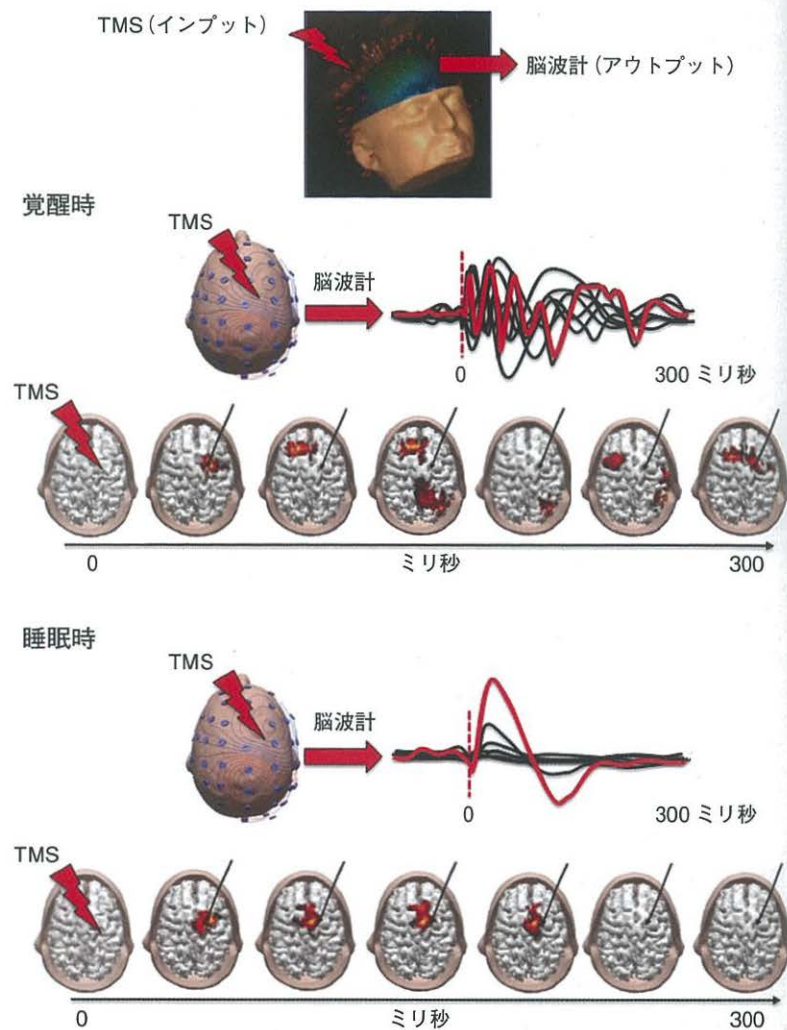 TMS(インプット)
脳波計(アウトプット)
覚醒時
TMS
脳波計
0 300 ミリ秒
TMS
0 ミリ秒 300
睡眠時
TMS
脳波計
0 300 ミリ秒
TMS
0 ミリ秒 300